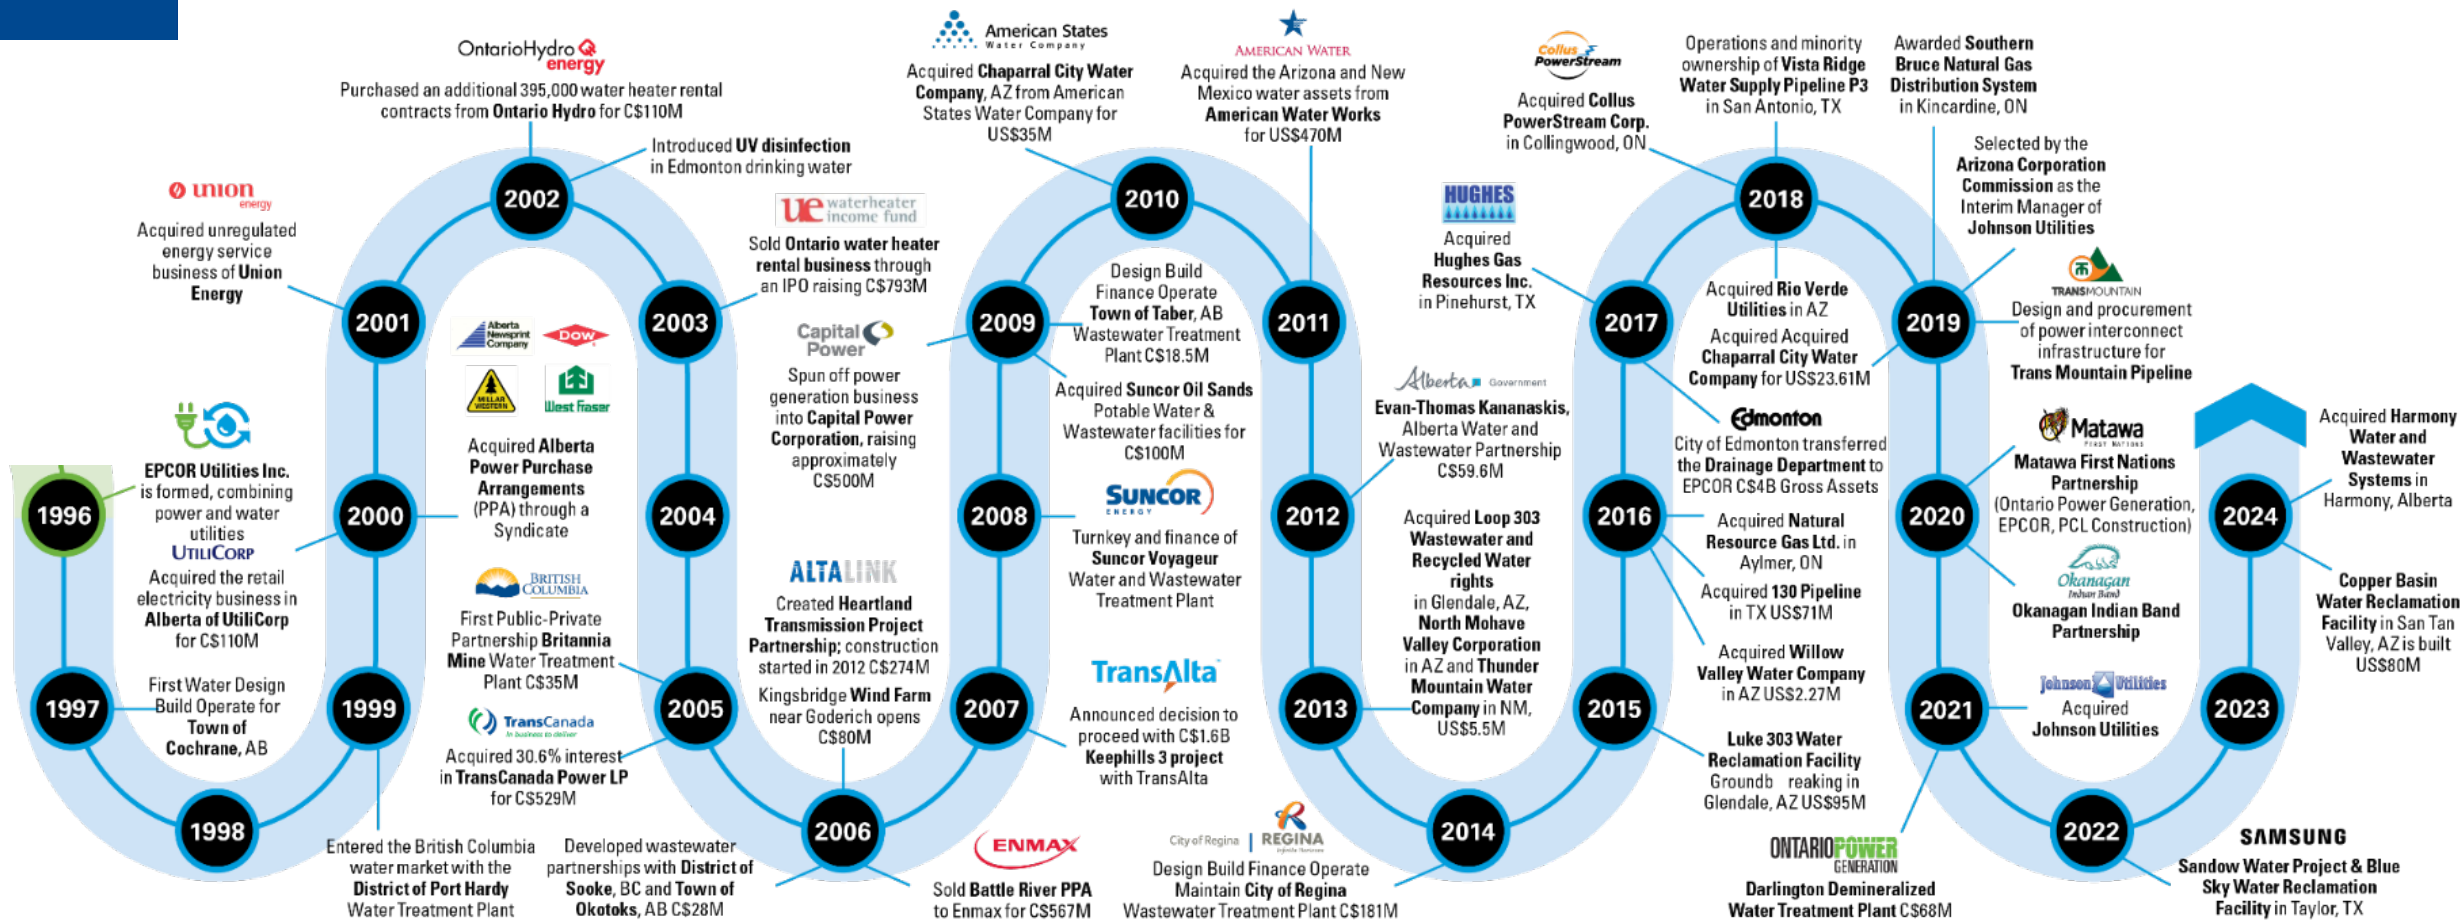 1996
EPCOR Utilities Inc.
is formed, combining
power and water
utilities
1997
First Water Design
Build Operate for
Town of
Cochrane, AB
1998
1999
Entered the British Columbia
water market with the
District of Port Hardy
Water Treatment Plant
2000
UTILICORP
Acquired the retail
electricity business in
Alberta of UtiliCorp
for C$110M
Alberta
Newsprint
Company
DOW
MILLAR
WESTERN
West Fraser
Acquired Alberta
Power Purchase
Arrangements
(PPA) through a
Syndicate
2001
union
energy
Acquired unregulated
energy service
business of Union
Energy
2002
OntarioHydro
energy
Purchased an additional 395,000 water heater rental
contracts from Ontario Hydro for C$110M
Introduced UV disinfection
in Edmonton drinking water
2003
ue waterheater
income fund
Sold Ontario water heater
rental business through
an IPO raising C$793M
2004
2005
BRITISH
COLUMBIA
First Public-Private
Partnership Britannia
Mine Water Treatment
Plant C$35M
TransCanada
In business to deliver
Acquired 30.6% interest
in TransCanada Power LP
for C$529M
2006
ALTALINK
Created Heartland
Transmission Project
Partnership; construction
started in 2012 C$274M
Kingsbridge Wind Farm
near Goderich opens
C$80M
Developed wastewater
partnerships with District of
Sooke, BC and Town of
Okotoks, AB C$28M
ENMAX
Sold Battle River PPA
to Enmax for C$567M
2007
TransAlta
Announced decision to
proceed with C$1.6B
Keephills 3 project
with TransAlta
2008
SUNCOR
ENERGY
Turnkey and finance of
Suncor Voyageur
Water and Wastewater
Treatment Plant
2009
Capital
Power
Spun off power
generation business
into Capital Power
Corporation, raising
approximately
C$500M
Design Build
Finance Operate
Town of Taber, AB
Wastewater Treatment
Plant C$18.5M
Acquired Suncor Oil Sands
Potable Water &
Wastewater facilities for
C$100M
2010
American States
Water Company
Acquired Chaparral City Water
Company, AZ from American
States Water Company for
US$35M
2011
AMERICAN WATER
Acquired the Arizona and New
Mexico water assets from
American Water Works
for US$470M
2012
Alberta Government
Evan-Thomas Kananaskis,
Alberta Water and
Wastewater Partnership
C$59.6M
2013
Acquired Loop 303
Wastewater and
Recycled Water
rights
in Glendale, AZ,
North Mohave
Valley Corporation
in AZ and Thunder
Mountain Water
Company in NM,
US$5.5M
2014
City of Regina
REGINA
Design Build Finance Operate
Maintain City of Regina
Wastewater Treatment Plant C$181M
2015
Luke 303 Water
Reclamation Facility
Groundb reaking in
Glendale, AZ US$95M
2016
Acquired Natural
Resource Gas Ltd. in
Aylmer, ON
Acquired 130 Pipeline
in TX US$71M
Acquired Willow
Valley Water Company
in AZ US$2.27M
2017
HUGHES
Acquired
Hughes Gas
Resources Inc.
in Pinehurst, TX
Edmonton
City of Edmonton transferred
the Drainage Department to
EPCOR C$4B Gross Assets
2018
Collus
PowerStream
Acquired Collus
PowerStream Corp.
in Collingwood, ON
Operations and minority
ownership of Vista Ridge
Water Supply Pipeline P3
in San Antonio, TX
Acquired Rio Verde
Utilities in AZ
2019
Acquired Acquired
Chaparral City Water
Company for US$23.61M
Awarded Southern
Bruce Natural Gas
Distribution System
in Kincardine, ON
Selected by the
Arizona Corporation
Commission as the
Interim Manager of
Johnson Utilities
TRANSMOUNTAIN
Design and procurement
of power interconnect
infrastructure for
Trans Mountain Pipeline
2020
Matawa
FIRST NATIONS
Matawa First Nations
Partnership
(Ontario Power Generation,
EPCOR, PCL Construction)
Okanagan
Indian Band
Okanagan Indian Band
Partnership
2021
Johnson Utilities
Acquired
Johnson Utilities
ONTARIOPOWER
GENERATION
Darlington Demineralized
Water Treatment Plant C$68M
2022
SAMSUNG
Sandow Water Project & Blue
Sky Water Reclamation
Facility in Taylor, TX
2023
2024
Acquired Harmony
Water and
Wastewater
Systems in
Harmony, Alberta
Copper Basin
Water Reclamation
Facility in San Tan
Valley, AZ is built
US$80M